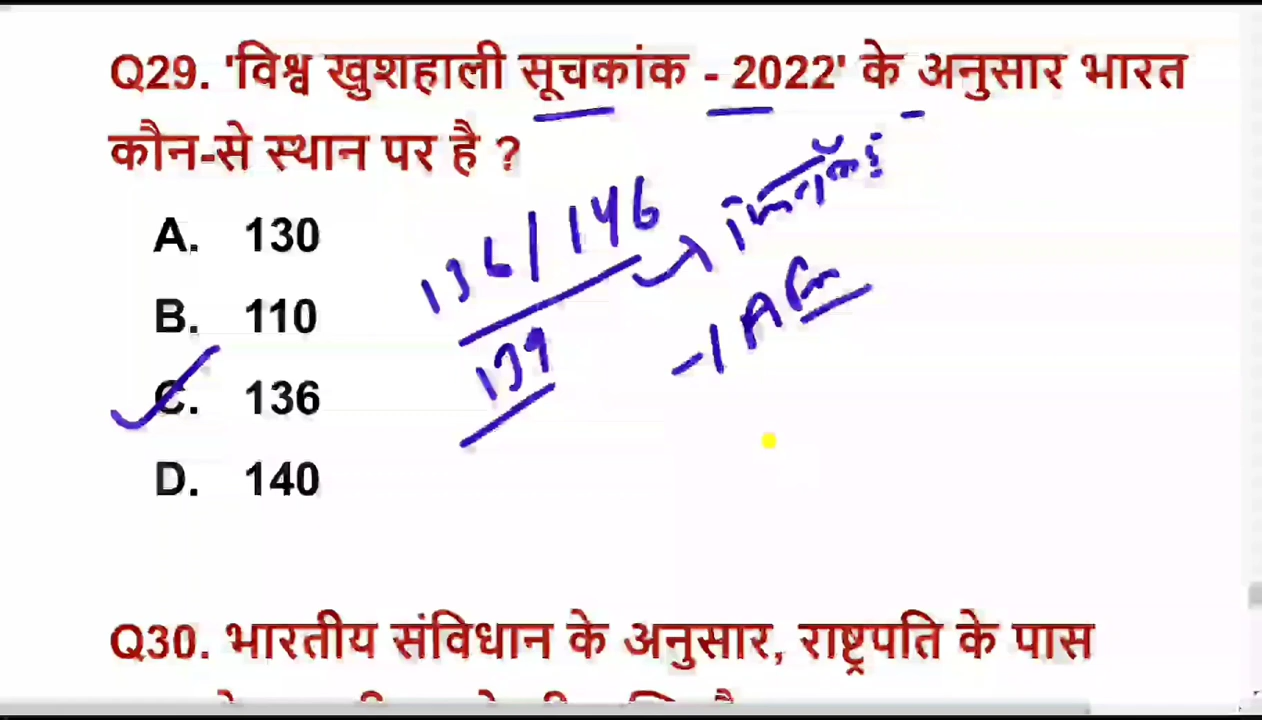 Q29. 'विश्व खुशहाली सूचकांक - 2022' के अनुसार भारत
कौन-से स्थान पर है ?
A. 130
B. 110
C. 136
D. 140
136/146
139
Q30. भारतीय संविधान के अनुसार, राष्ट्रपति के पास